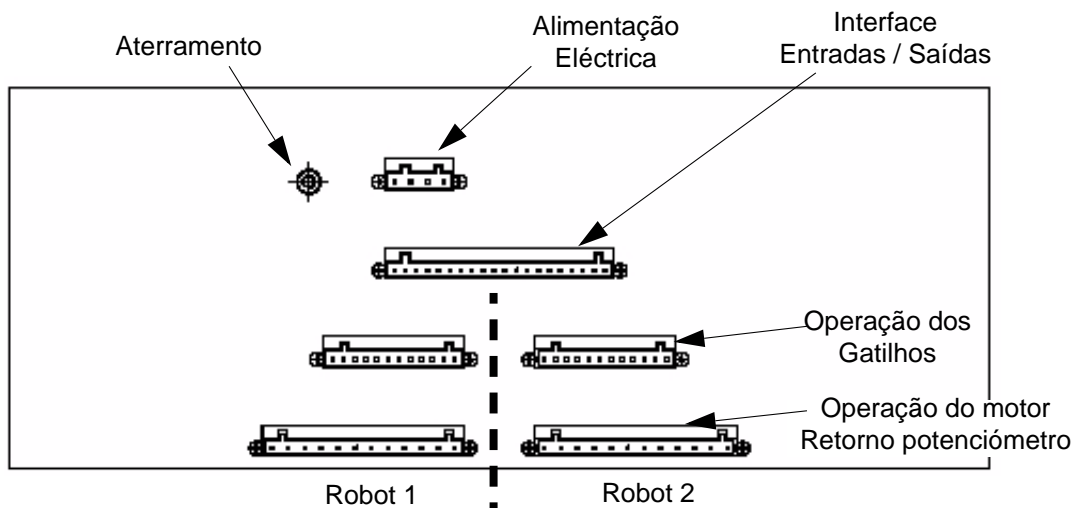 Aterramento
Alimentação
Eléctrica
Interface
Entradas / Saídas
Operação dos
Gatilhos
Operação do motor
Retorno potenciómetro
Robot 1
Robot 2